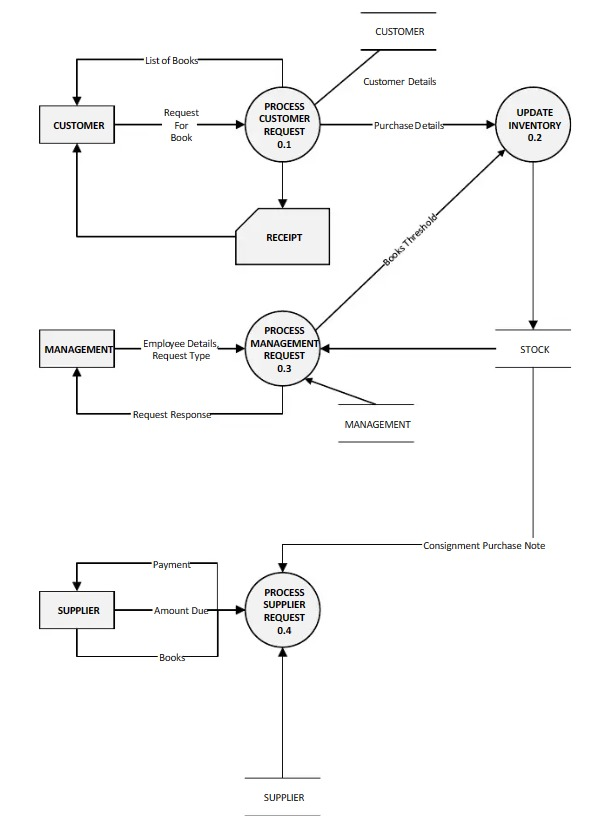 CUSTOMER
List of Books
Customer Details
PROCESS
CUSTOMER
REQUEST
0.1
UPDATE
INVENTORY
0.2
CUSTOMER
Request
For
Book
Purchase Details
RECEIPT
Books Threshold
PROCESS
MANAGEMENT
REQUEST
0.3
MANAGEMENT
Employee Details,
Request Type
STOCK
Request Response
MANAGEMENT
Consignment Purchase Note
Payment
PROCESS
SUPPLIER
REQUEST
0.4
SUPPLIER
Amount Due
Books
SUPPLIER